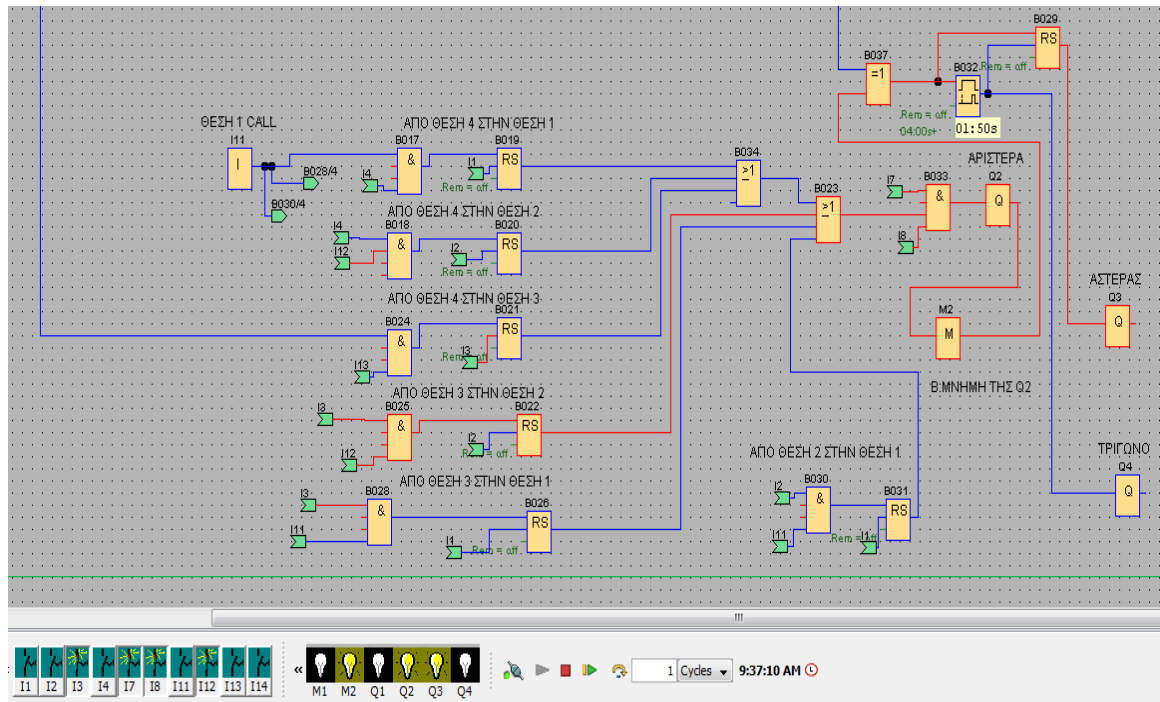 B029
RS
B037
=1
B032
Rem = off
Rem = off
04.00s+
01:50s
ΘΕΣΗ 1 CALL
I11
I
B028/4
B030/4
ΑΠΟ ΘΕΣΗ 4 ΣΤΗΝ ΘΕΣΗ 1
B017
&
I4
B019
I1
RS
Rem = off
B034
>1
ΑΡΙΣΤΕΡΑ
I7
B033
&
Q2
Q
I8
B023
>1
ΑΠΟ ΘΕΣΗ 4 ΣΤΗΝ ΘΕΣΗ 2
I4
B018
&
I12
B020
I2
RS
Rem = off
ΑΣΤΕΡΑΣ
Q3
Q
ΑΠΟ ΘΕΣΗ 4 ΣΤΗΝ ΘΕΣΗ 3
B024
&
I13
B021
RS
Rem = off
I3
M2
M
Β.ΜΝΗΜΗ ΤΗΣ Q2
ΑΠΟ ΘΕΣΗ 3 ΣΤΗΝ ΘΕΣΗ 2
I3
B025
&
I12
B022
RS
I2
Rem = off
ΑΠΟ ΘΕΣΗ 2 ΣΤΗΝ ΘΕΣΗ 1
I2
B030
&
I11
B031
RS
Rem = off
I1
ΤΡΙΓΩΝΟ
Q4
Q
ΑΠΟ ΘΕΣΗ 3 ΣΤΗΝ ΘΕΣΗ 1
I3
B028
&
I11
B026
RS
I1
Rem = off
I1 I2 I3 I4 I7 I8 I11 I12 I13 I14
« M1 M2 Q1 Q2 Q3 Q4
1 Cycles 9:37:10 AM